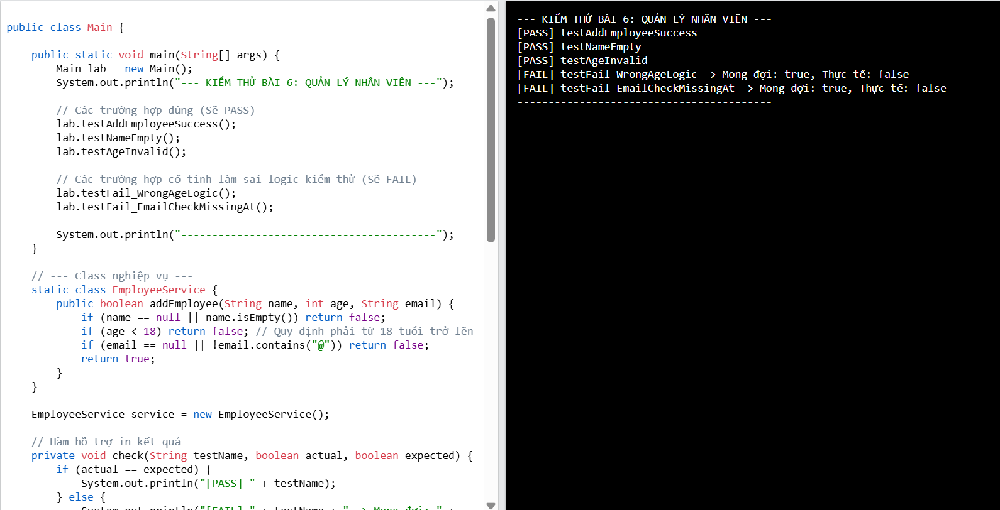 public class Main {
public static void main(String[] args) {
Main lab = new Main();
System.out.println("--- KIỂM THỬ BÀI 6: QUẢN LÝ NHÂN VIÊN ---");
// Các trường hợp đúng (Sẽ PASS)
lab.testAddEmployeeSuccess();
lab.testNameEmpty();
lab.testAgeInvalid();
// Các trường hợp cố tình làm sai logic kiểm thử (Sẽ FAIL)
lab.testFail_WrongAgeLogic();
lab.testFail_EmailCheckMissingAt();
System.out.println("-----------------------------------------");
}
// --- Class nghiệp vụ ---
static class EmployeeService {
public boolean addEmployee(String name, int age, String email) {
if (name == null || name.isEmpty()) return false;
if (age < 18) return false; // Quy định phải từ 18 tuổi trở lên
if (email == null || !email.contains("@")) return false;
return true;
}
}
EmployeeService service = new EmployeeService();
// Hàm hỗ trợ in kết quả
private void check(String testName, boolean actual, boolean expected) {
if (actual == expected) {
System.out.println("[PASS] " + testName);
} else {
System.out.println("[FAIL] " + testName + " -> Mong đợi: " +
--- KIỂM THỬ BÀI 6: QUẢN LÝ NHÂN VIÊN ---
[PASS] testAddEmployeeSuccess
[PASS] testNameEmpty
[PASS] testAgeInvalid
[FAIL] testFail_WrongAgeLogic -> Mong đợi: true, Thực tế: false
[FAIL] testFail_EmailCheckMissingAt -> Mong đợi: true, Thực tế: false
-----------------------------------------